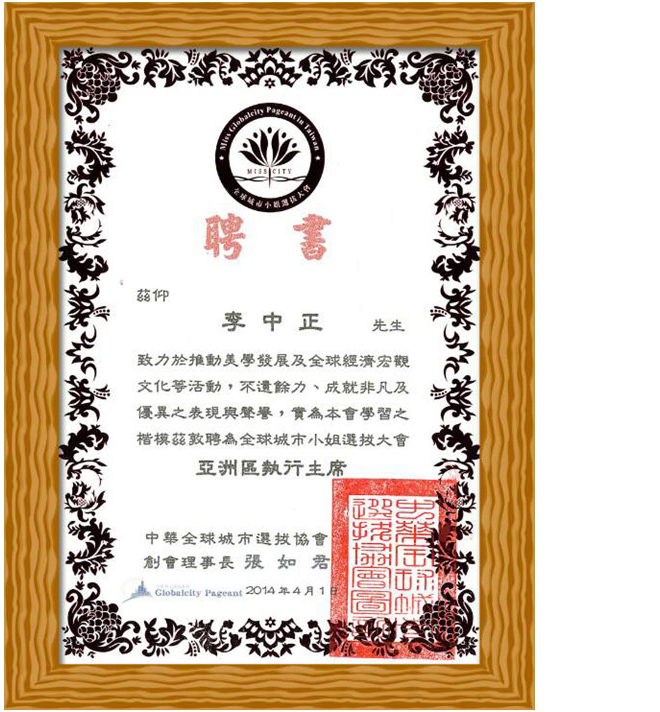 Miss Globalcity Pageant in Taiwan
MISS CITY
全球城市小姐選拔大會
聘書
茲仰
李中正 先生
致力於推動美學發展及全球經濟宏觀
文化等活動，不遺餘力、成就非凡及
優異之表現與聲譽，實為本會學習之
楷模茲敦聘為全球城市小姐選拔大會
亞洲區執行主席
中華全球城市選拔協會
創會理事長 張如君
Globalcity Pageant 2014年4月1日
中華全球城
選拔協會圖